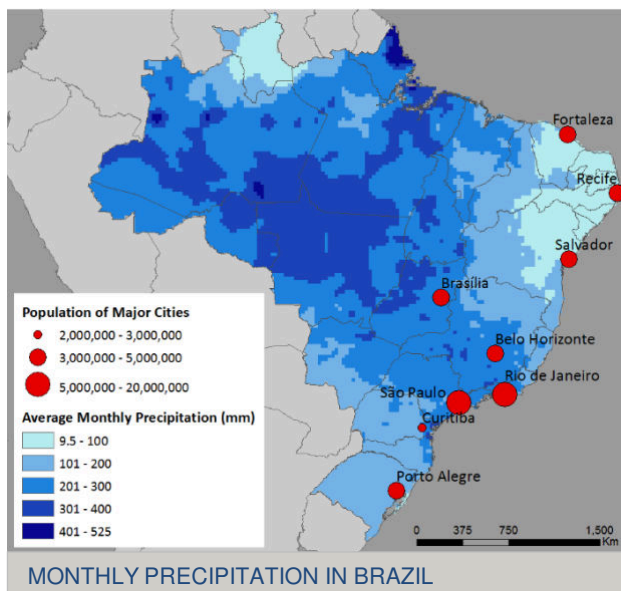 Fortaleza
Recife
Salvador
Brasília
Belo Horizonte
Rio de Janeiro
São Paulo
Curitiba
Porto Alegre
Population of Major Cities
2,000,000 - 3,000,000
3,000,000 - 5,000,000
5,000,000 - 20,000,000
Average Monthly Precipitation (mm)
9.5 - 100
101 - 200
201 - 300
301 - 400
401 - 525
0 375 750 1,500
Km
MONTHLY PRECIPITATION IN BRAZIL